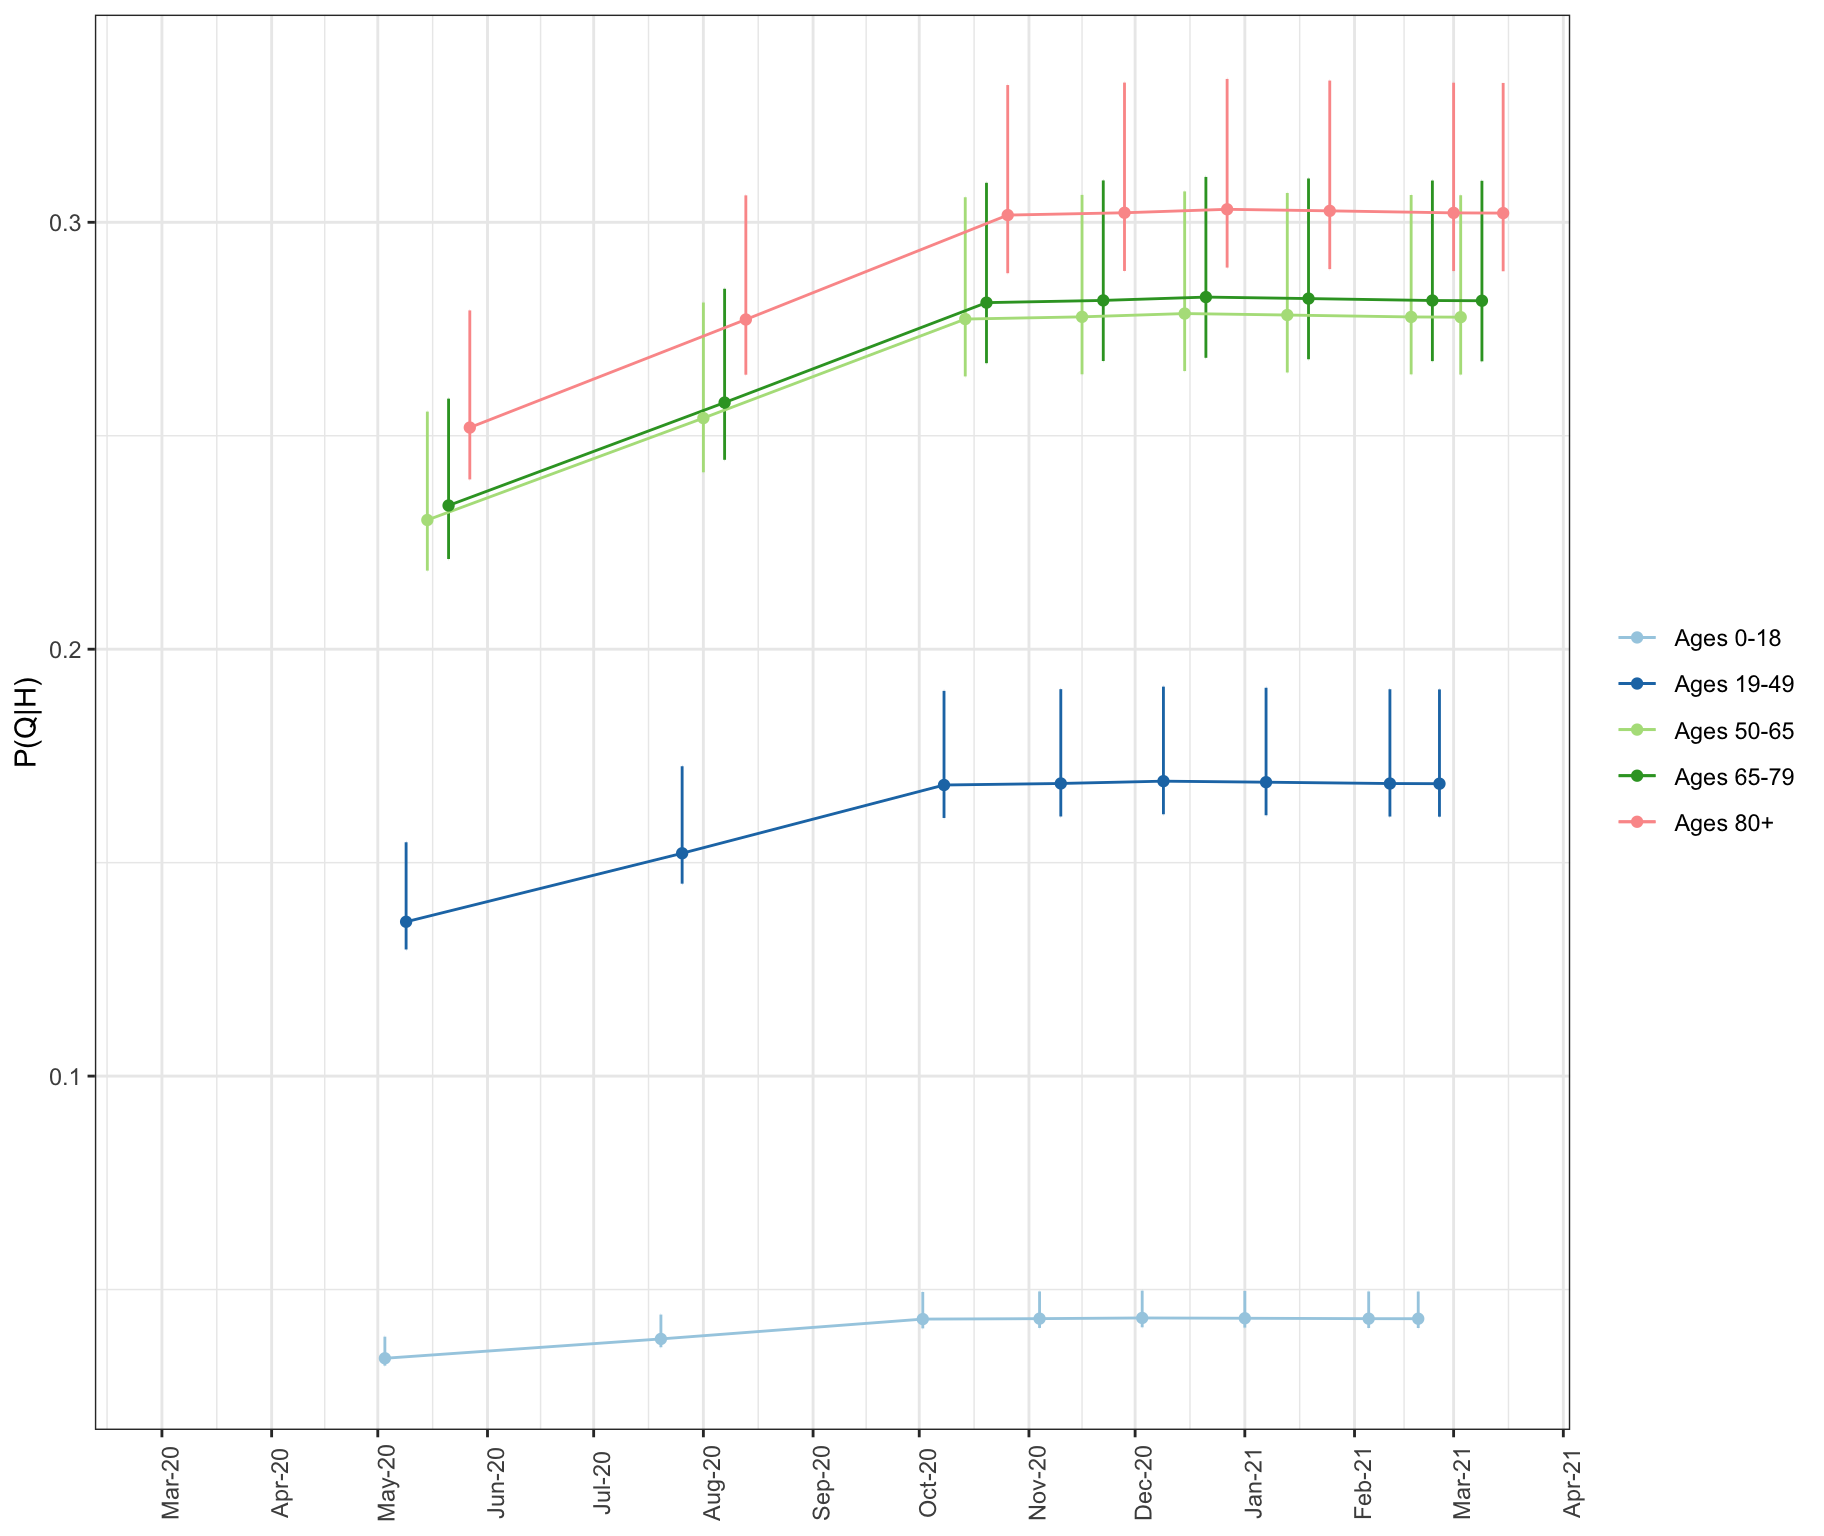 P(Q|H)
0.3
0.2
0.1
Mar-20
Apr-20
May-20
Jun-20
Jul-20
Aug-20
Sep-20
Oct-20
Nov-20
Dec-20
Jan-21
Feb-21
Mar-21
Apr-21
Ages 0-18
Ages 19-49
Ages 50-65
Ages 65-79
Ages 80+